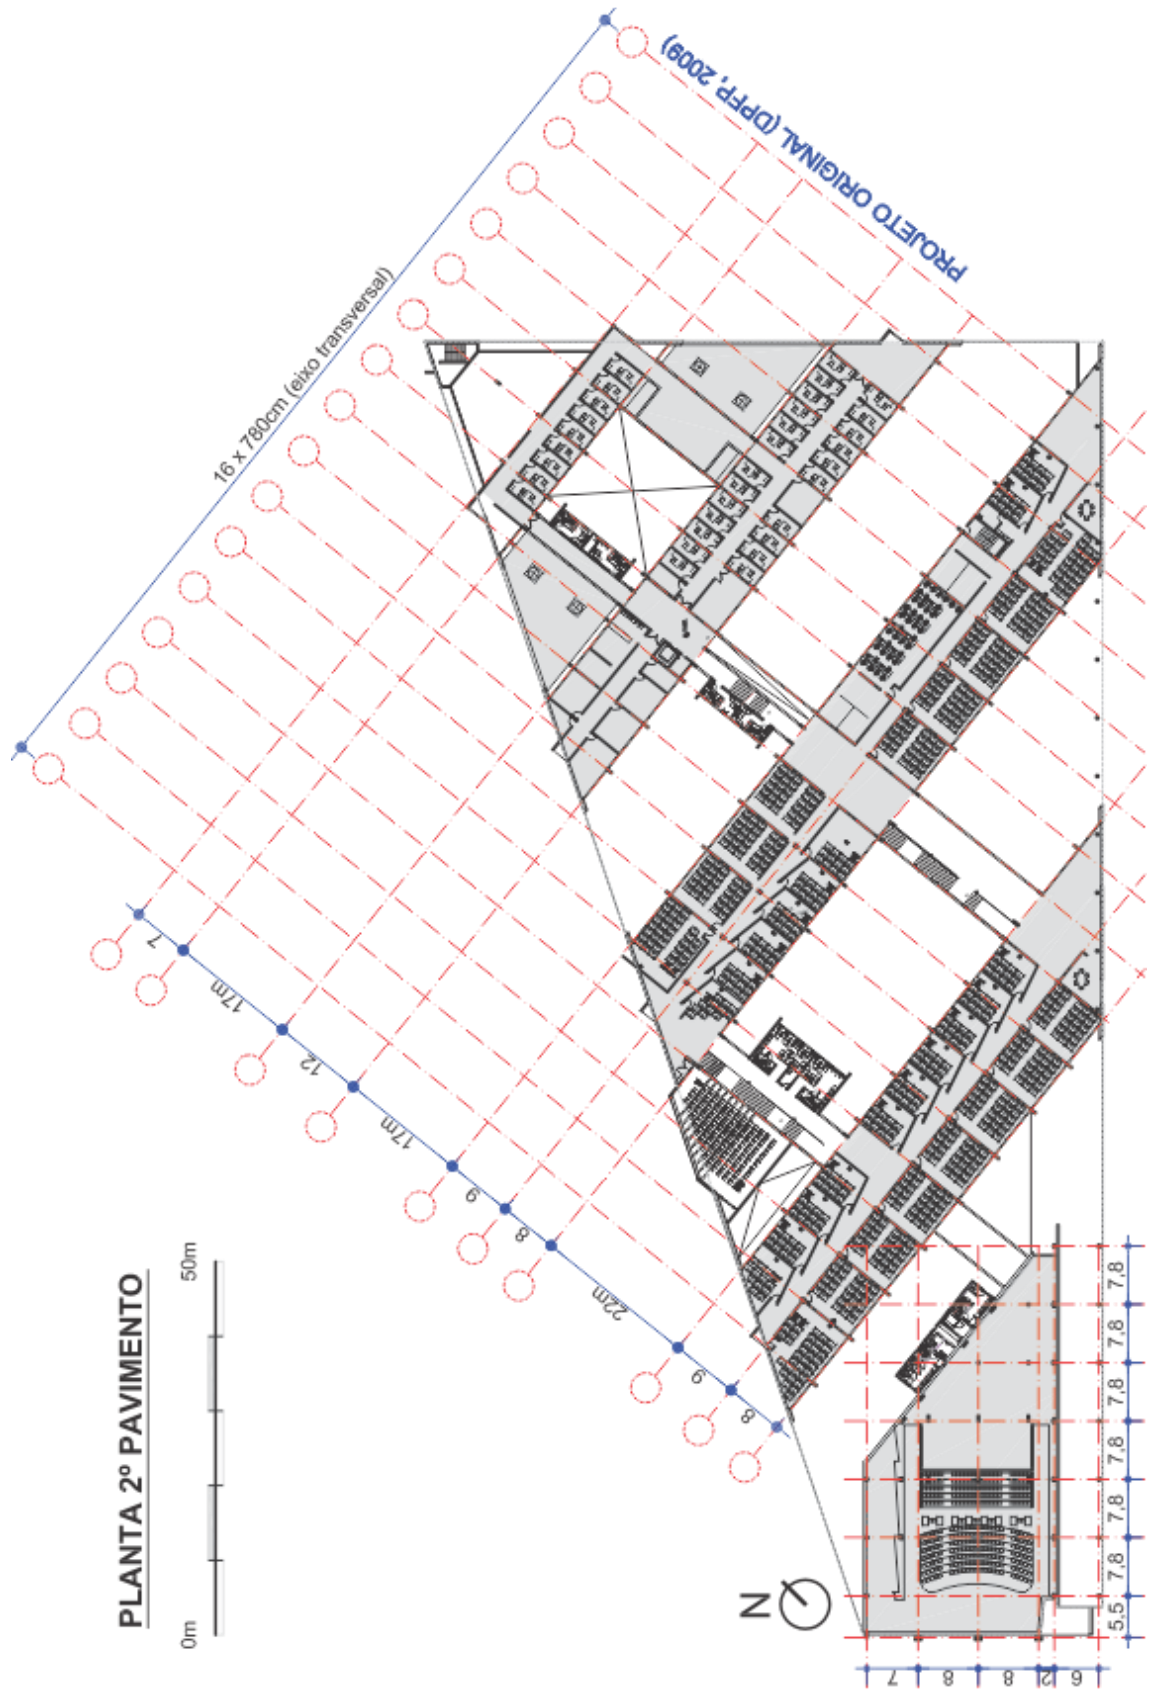 PLANTA 2º PAVIMENTO
0m
50m
16 x 780cm (eixo transversal)
PROJETO ORIGINAL (DPFP, 2009)
7
17m
12
17m
9
8
22m
9
8
N
7,8
7,8
7,8
7,8
7,8
7,8
5,5
7
8
8
2
6